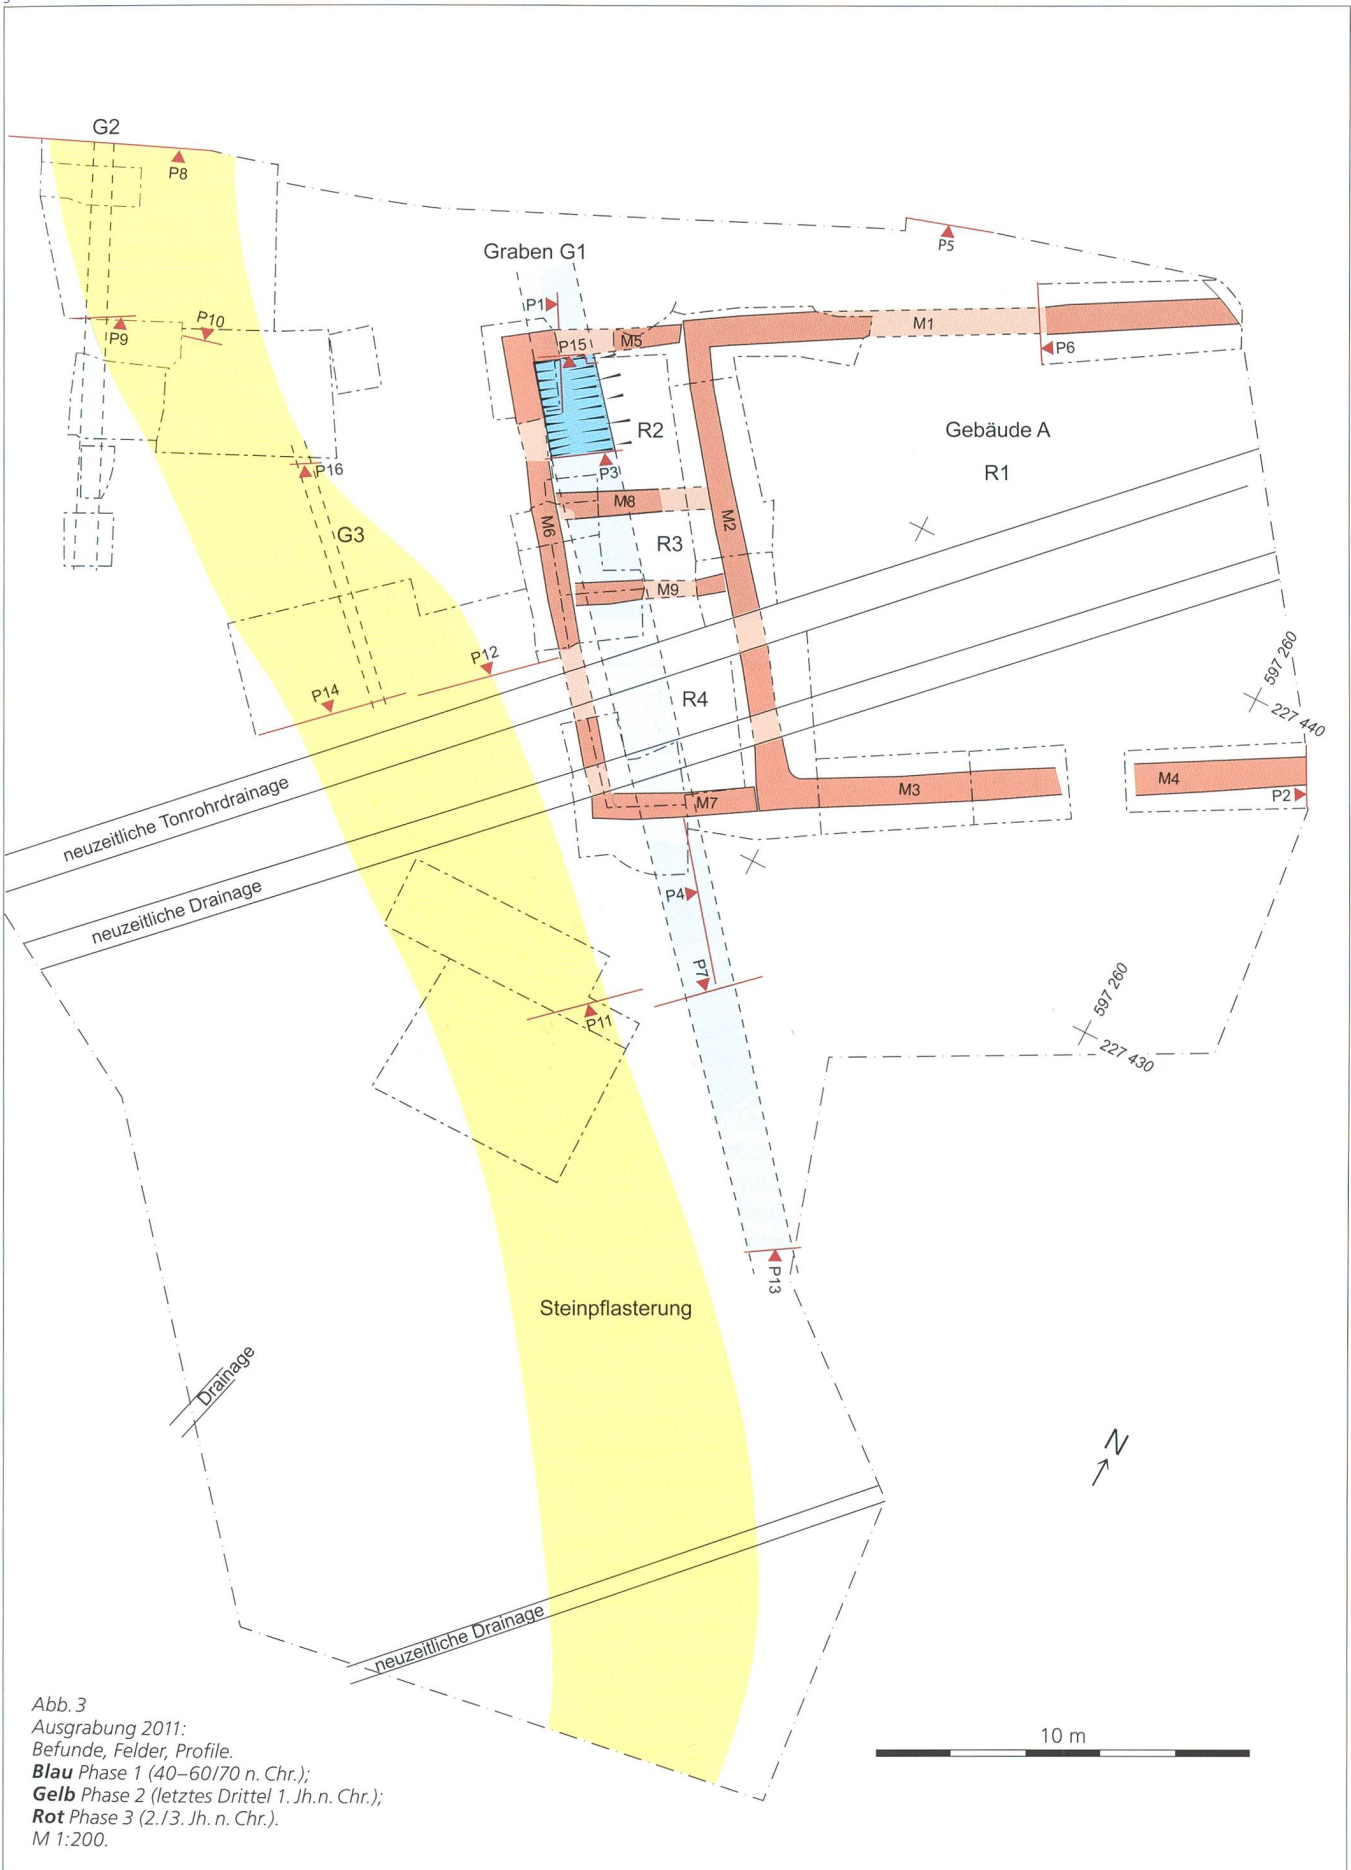 G2
P8
P5
Graben G1
P1
P10
P9
M1
M5
P15
P6
R2
Gebäude A
R1
P16
P3
M8
M6
M2
G3
R3
M9
597 260
P12
R4
P14
227 440
M4
neuzeitliche Tonrohrdrainage
M3
P2
M7
neuzeitliche Drainage
P4
P7
597 260
P11
227 430
P13
Steinpflasterung
Drainage
N
neuzeitliche Drainage
10 m
Abb. 3
Ausgrabung 2011:
Befunde, Felder, Profile.
Blau Phase 1 (40–60/70 n. Chr.);
Gelb Phase 2 (letztes Drittel 1. Jh.n. Chr.);
Rot Phase 3 (2./3. Jh. n. Chr.).
M 1:200.